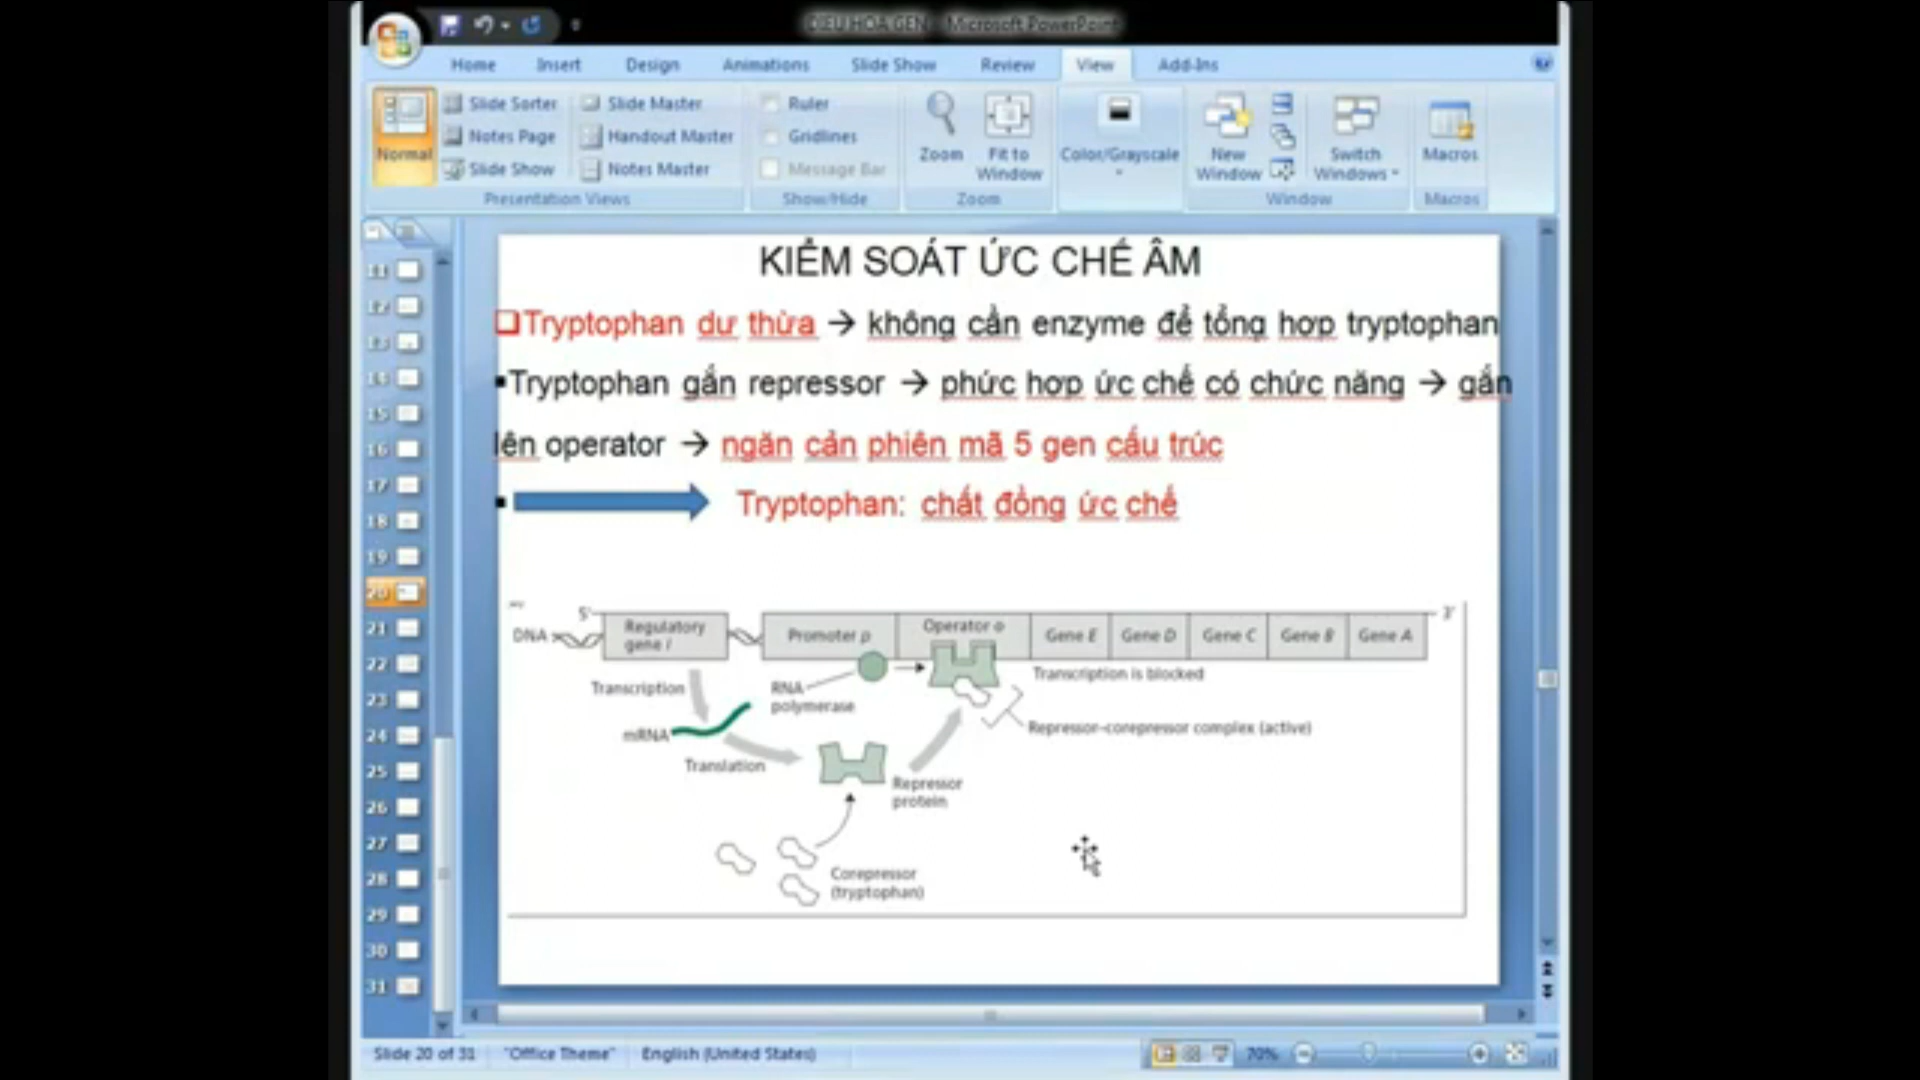 DIEU HOA GEN - Microsoft PowerPoint
Home Insert Design Animations Slide Show Review View Add-Ins
Normal
Slide Sorter
Notes Page
Slide Show
Slide Master
Handout Master
Notes Master
Presentation Views
Ruler
Gridlines
Message Bar
Show/Hide
Zoom
Fit to Window
Zoom
Color/Grayscale
New Window
Switch Windows
Window
Macros
Macros
KIỂM SOÁT ỨC CHẾ ÂM
❑Tryptophan dư thừa → không cần enzyme để tổng hợp tryptophan
▪Tryptophan gắn repressor → phức hợp ức chế có chức năng → gắn
lên operator → ngăn cản phiên mã 5 gen cấu trúc
▪ Tryptophan: chất đồng ức chế
5'
3'
DNA
Regulatory
gene i
Promoter p
Operator o
Gene E
Gene D
Gene C
Gene B
Gene A
Transcription is blocked
Transcription
RNA
polymerase
mRNA
Repressor–corepressor complex (active)
Translation
Repressor
protein
Corepressor
(tryptophan)
11
12
13
14
15
16
17
18
19
20
21
22
23
24
25
26
27
28
29
30
31
Slide 20 of 31 "Office Theme" English (United States) 70%